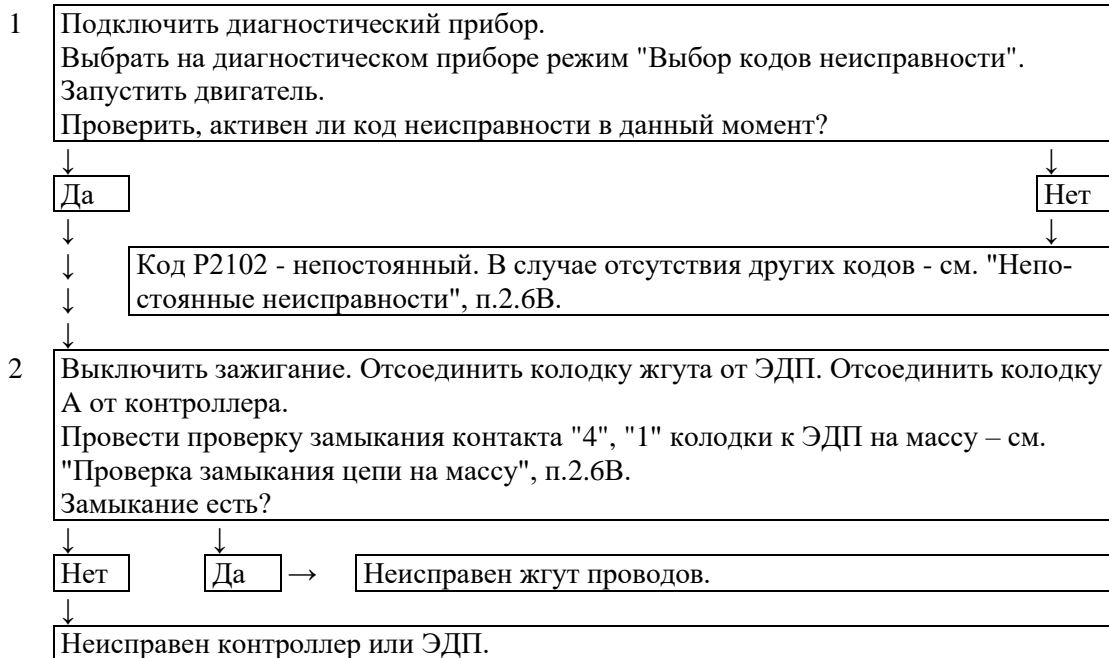 1 Подключить диагностический прибор.
Выбрать на диагностическом приборе режим "Выбор кодов неисправности".
Запустить двигатель.
Проверить, активен ли код неисправности в данный момент?
↓ ↓
Да Нет
↓ ↓
↓ Код P2102 - непостоянный. В случае отсутствия других кодов - см. "Непо-
↓ стоянные неисправности", п.2.6В.
↓
2 Выключить зажигание. Отсоединить колодку жгута от ЭДП. Отсоединить колодку
А от контроллера.
Провести проверку замыкания контакта "4", "1" колодки к ЭДП на массу – см.
"Проверка замыкания цепи на массу", п.2.6В.
Замыкание есть?
↓ ↓
Нет Да → Неисправен жгут проводов.
↓
Неисправен контроллер или ЭДП.